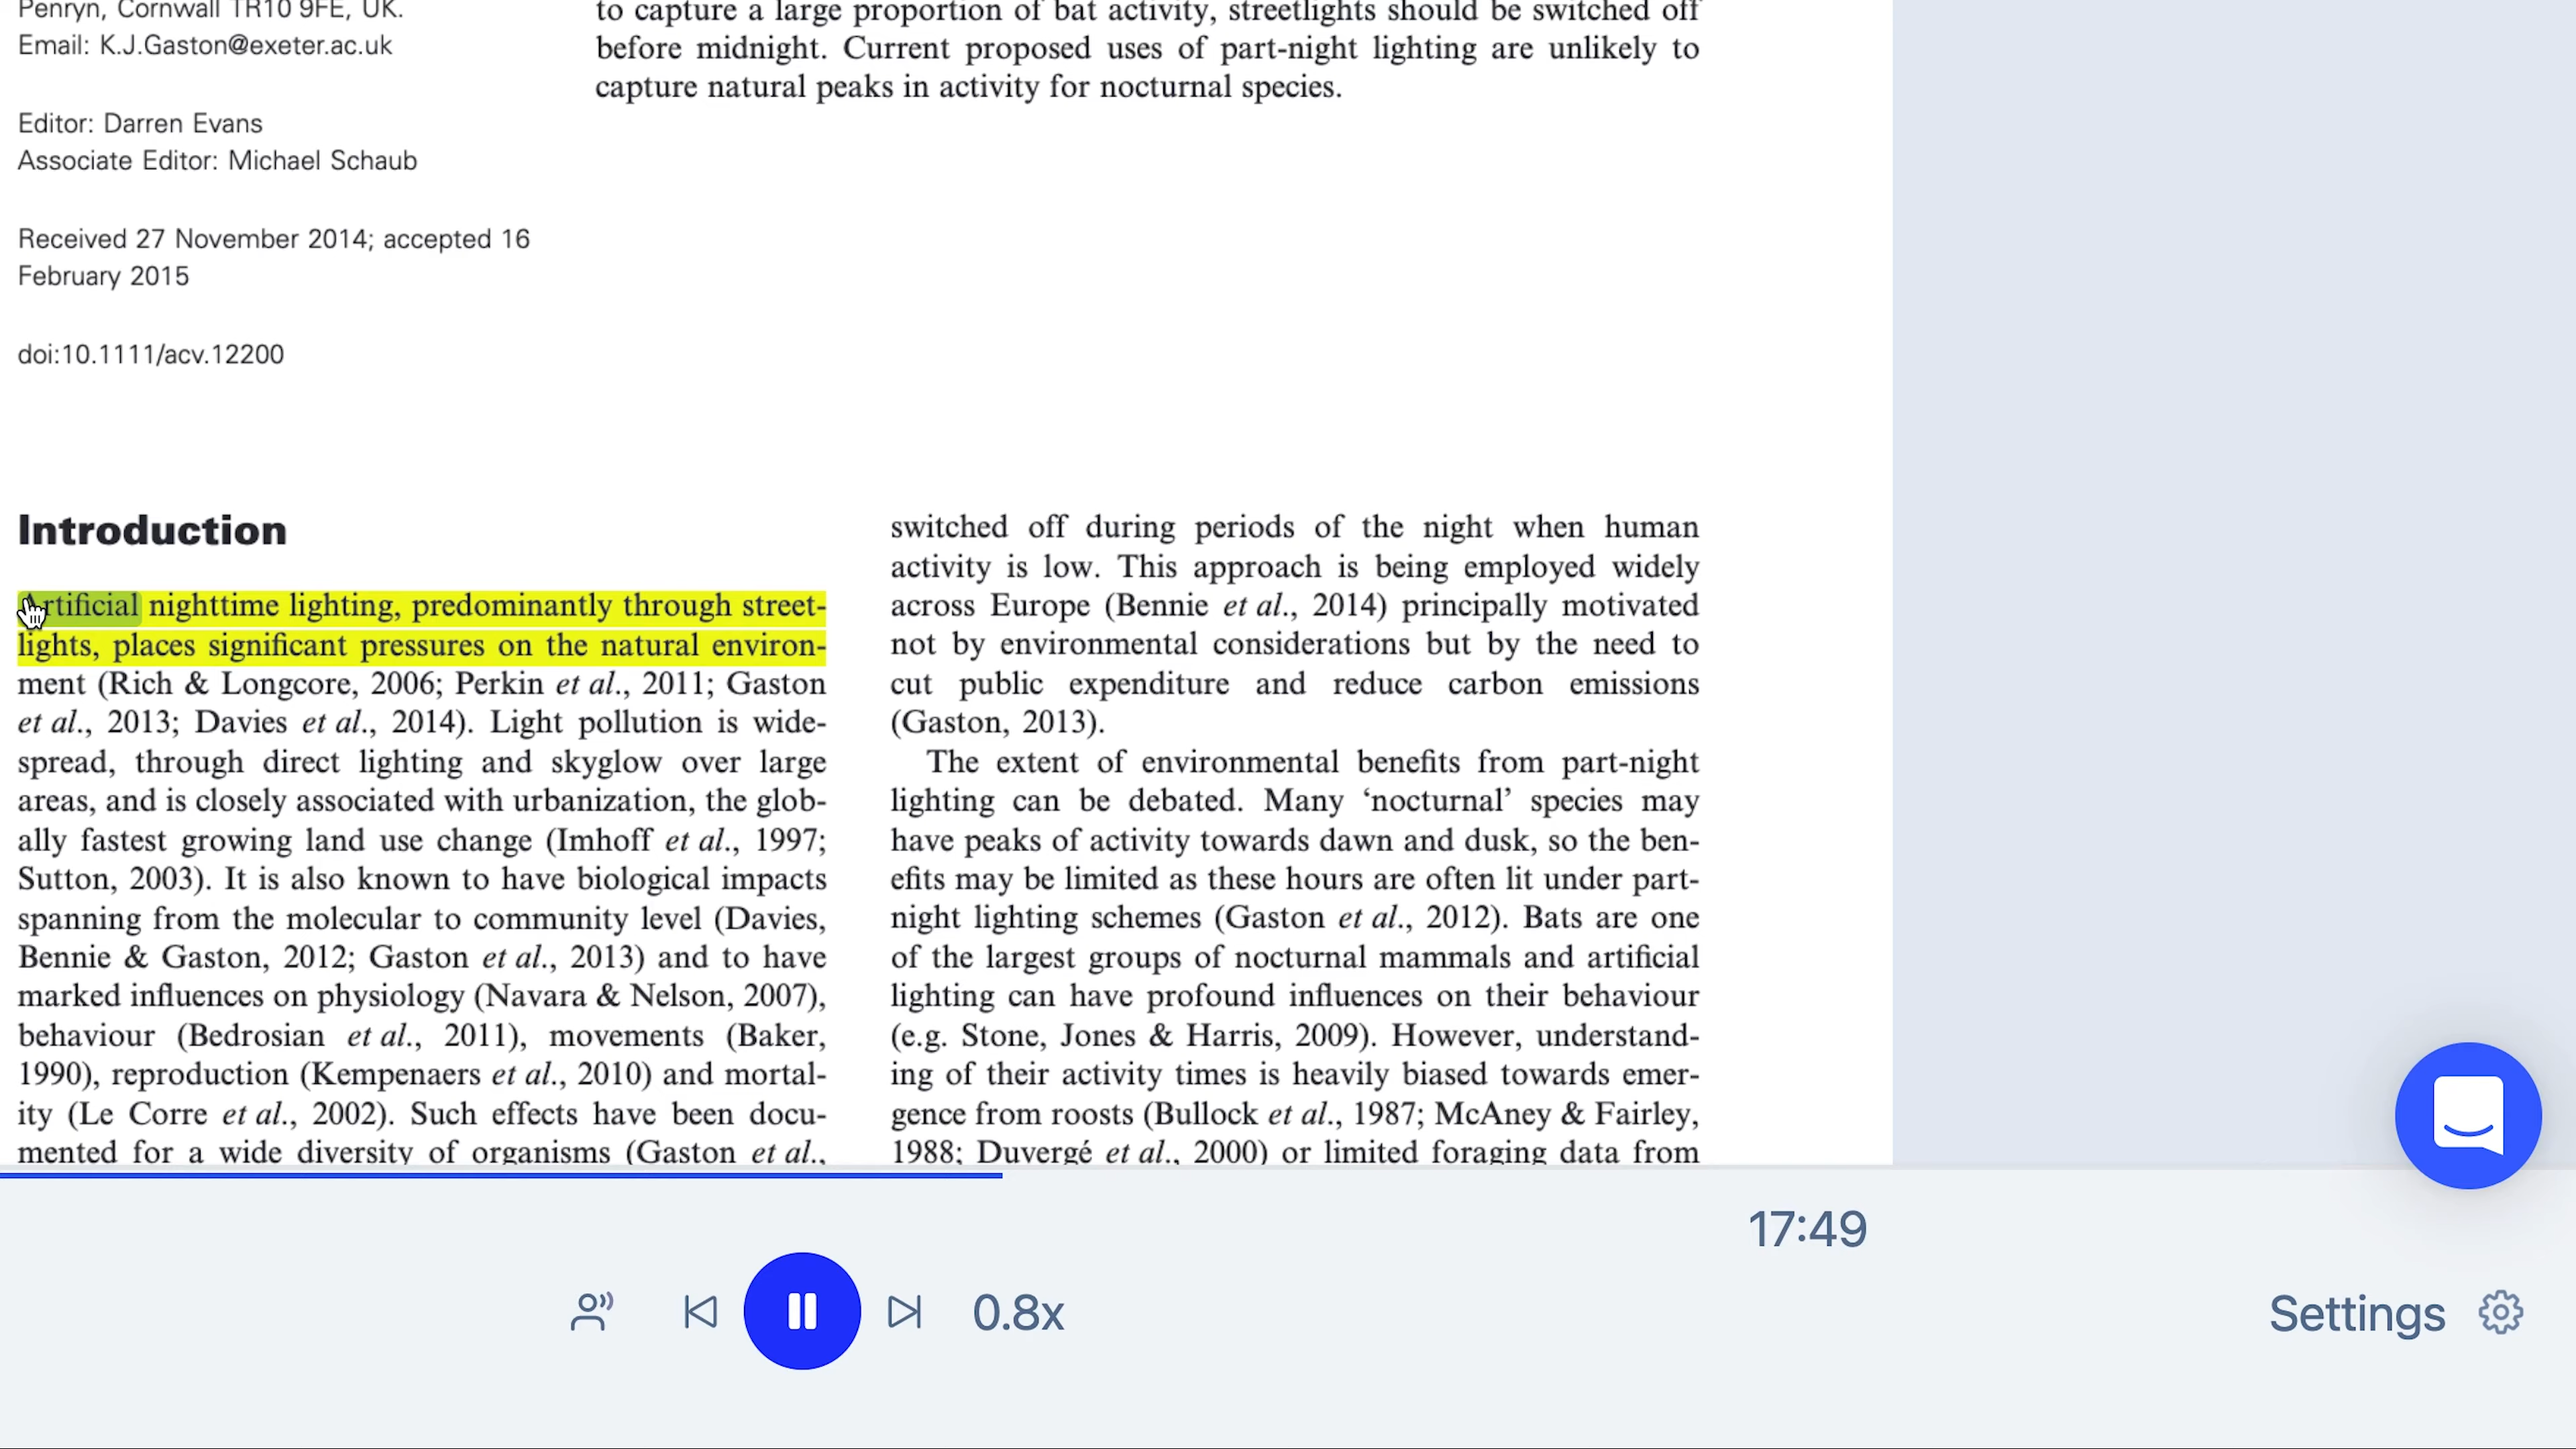 Penryn, Cornwall TR10 9FE, UK.
Email: K.J.Gaston@exeter.ac.uk
Editor: Darren Evans
Associate Editor: Michael Schaub
Received 27 November 2014; accepted 16
February 2015
doi:10.1111/acv.12200
to capture a large proportion of bat activity, streetlights should be switched off
before midnight. Current proposed uses of part-night lighting are unlikely to
capture natural peaks in activity for nocturnal species.
Introduction
Artificial nighttime lighting, predominantly through street-
lights, places significant pressures on the natural environ-
ment (Rich & Longcore, 2006; Perkin et al., 2011; Gaston
et al., 2013; Davies et al., 2014). Light pollution is wide-
spread, through direct lighting and skyglow over large
areas, and is closely associated with urbanization, the glob-
ally fastest growing land use change (Imhoff et al., 1997;
Sutton, 2003). It is also known to have biological impacts
spanning from the molecular to community level (Davies,
Bennie & Gaston, 2012; Gaston et al., 2013) and to have
marked influences on physiology (Navara & Nelson, 2007),
behaviour (Bedrosian et al., 2011), movements (Baker,
1990), reproduction (Kempenaers et al., 2010) and mortal-
ity (Le Corre et al., 2002). Such effects have been docu-
mented for a wide diversity of organisms (Gaston et al.,
switched off during periods of the night when human
activity is low. This approach is being employed widely
across Europe (Bennie et al., 2014) principally motivated
not by environmental considerations but by the need to
cut public expenditure and reduce carbon emissions
(Gaston, 2013).
The extent of environmental benefits from part-night
lighting can be debated. Many ‘nocturnal’ species may
have peaks of activity towards dawn and dusk, so the ben-
efits may be limited as these hours are often lit under part-
night lighting schemes (Gaston et al., 2012). Bats are one
of the largest groups of nocturnal mammals and artificial
lighting can have profound influences on their behaviour
(e.g. Stone, Jones & Harris, 2009). However, understand-
ing of their activity times is heavily biased towards emer-
gence from roosts (Bullock et al., 1987; McAney & Fairley,
1988; Duvergé et al., 2000) or limited foraging data from
17:49
0.8x
Settings